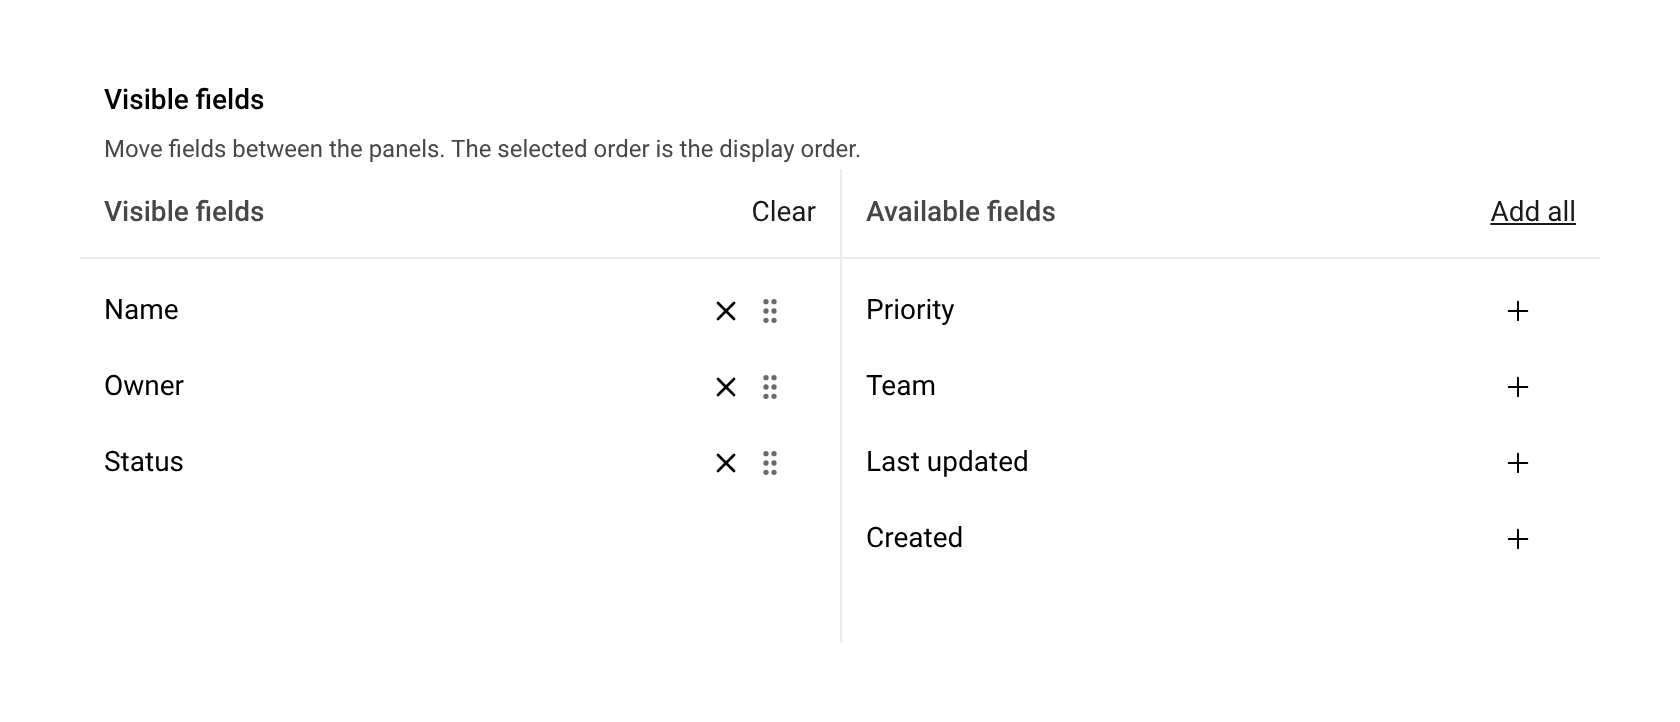 Visible fields
Move fields between the panels. The selected order is the display order.
Visible fields
Clear
Available fields
Add all
Name
Owner
Status
Priority
Team
Last updated
Created